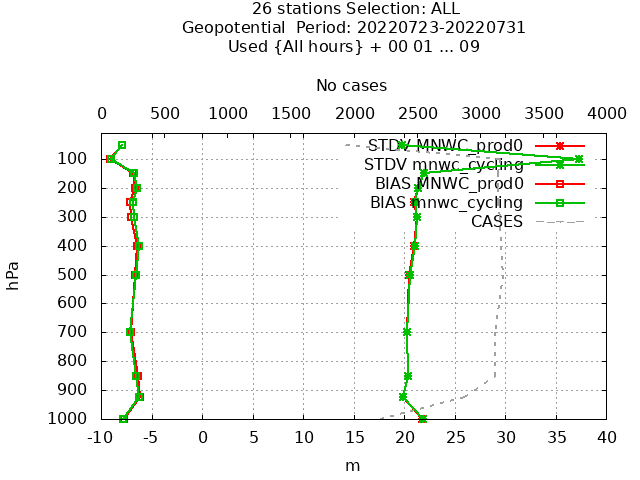 26 stations Selection: ALL
Geopotential  Period: 20220723-20220731
Used {All hours} + 00 01 ... 09
No cases
0 500 1000 1500 2000 2500 3000 3500 4000
STDV MNWC_prod0
STDV mnwc_cycling
BIAS MNWC_prod0
BIAS mnwc_cycling
CASES
100
200
300
400
500
600
700
800
900
1000
hPa
-10 -5 0 5 10 15 20 25 30 35 40
m